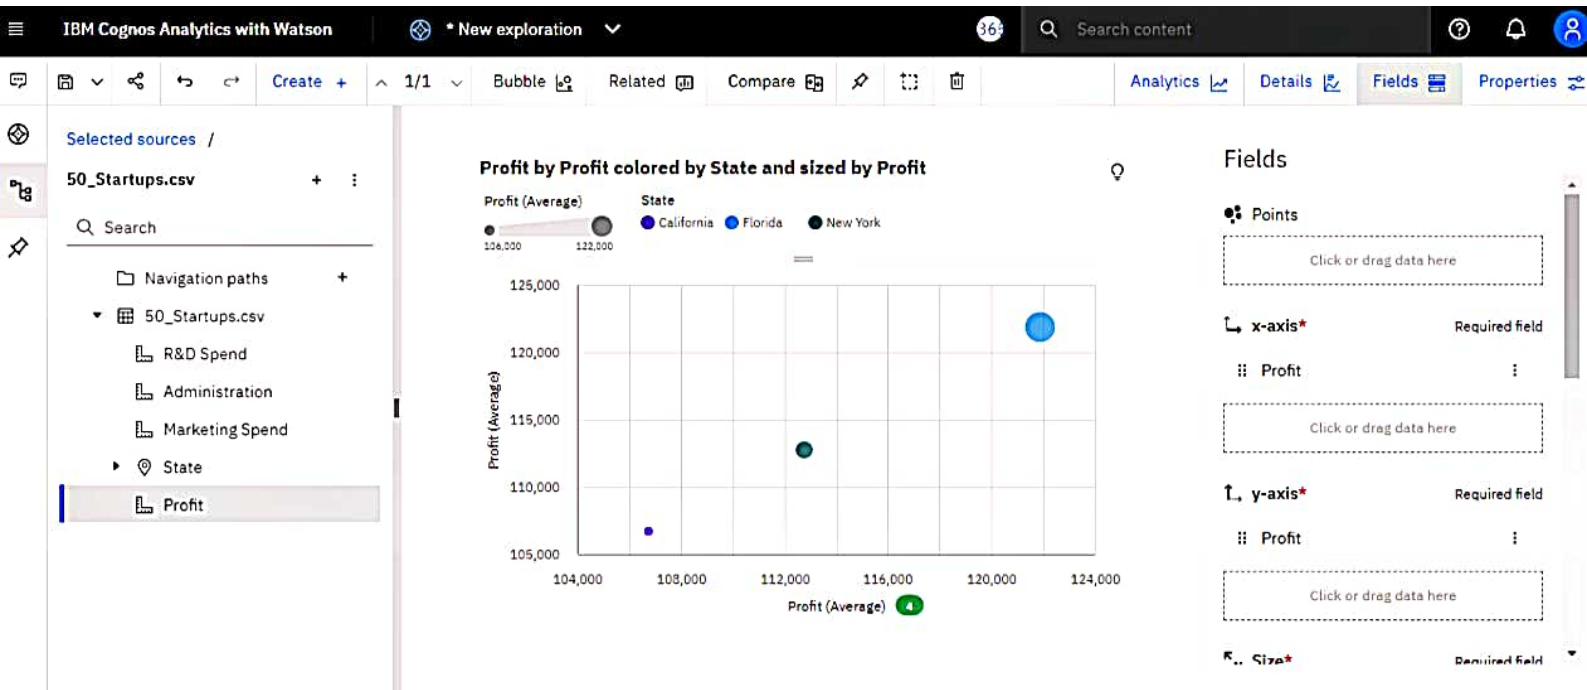 IBM Cognos Analytics with Watson
* New exploration
Search content
Create +
1/1
Bubble
Related
Compare
Analytics
Details
Fields
Properties
Selected sources /
50_Startups.csv
Search
Navigation paths
50_Startups.csv
R&D Spend
Administration
Marketing Spend
State
Profit
Profit by Profit colored by State and sized by Profit
Profit (Average)
106,000
122,000
State
California
Florida
New York
125,000
120,000
115,000
110,000
105,000
Profit (Average)
104,000
108,000
112,000
116,000
120,000
124,000
Profit (Average)
4
Fields
Points
Click or drag data here
x-axis*
Required field
Profit
Click or drag data here
y-axis*
Required field
Profit
Click or drag data here
Size*
Required field